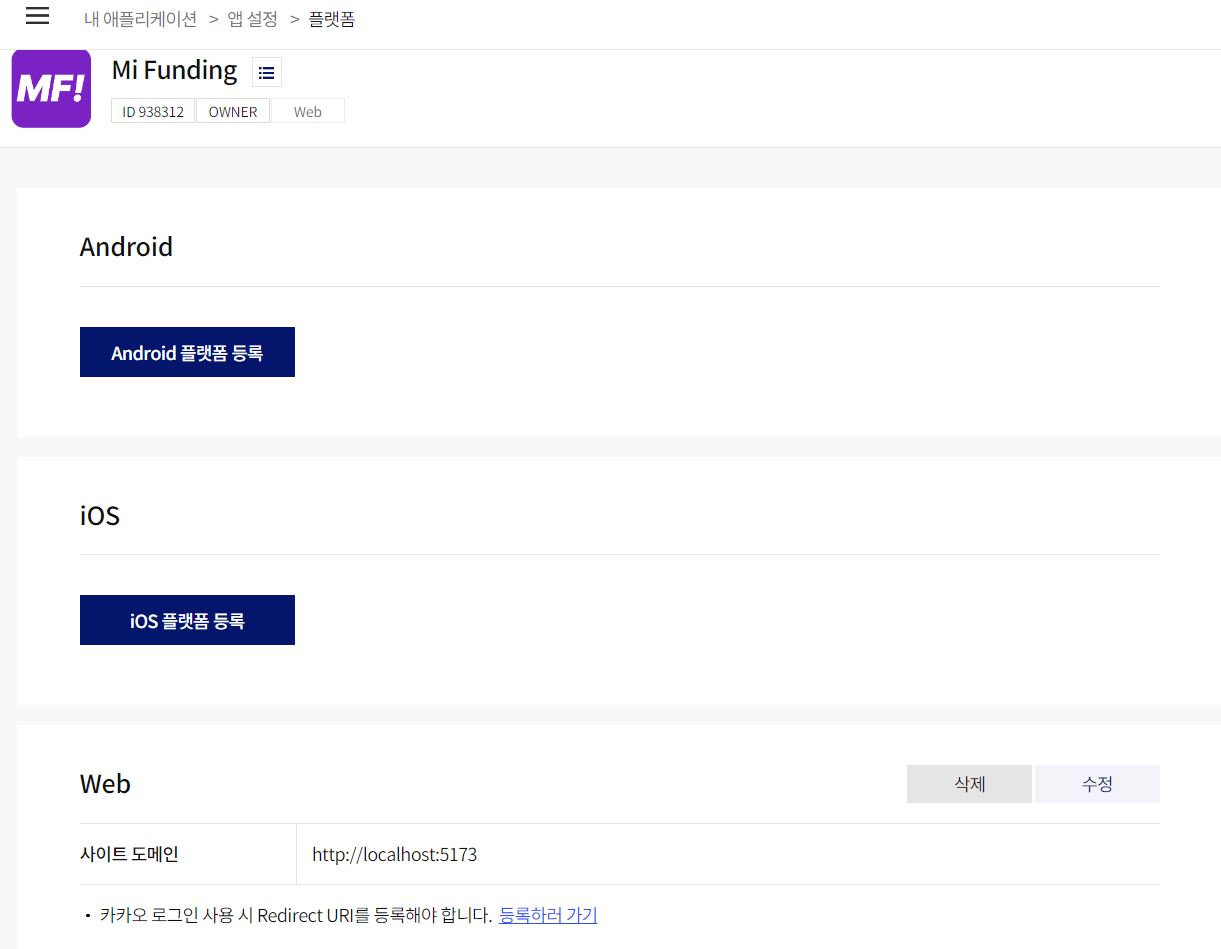 내 애플리케이션 > 앱 설정 > 플랫폼
MF!
Mi Funding
ID 938312 OWNER Web
Android
Android 플랫폼 등록
iOS
iOS 플랫폼 등록
Web 삭제 수정
사이트 도메인 http://localhost:5173
• 카카오 로그인 사용 시 Redirect URI를 등록해야 합니다. 등록하러 가기